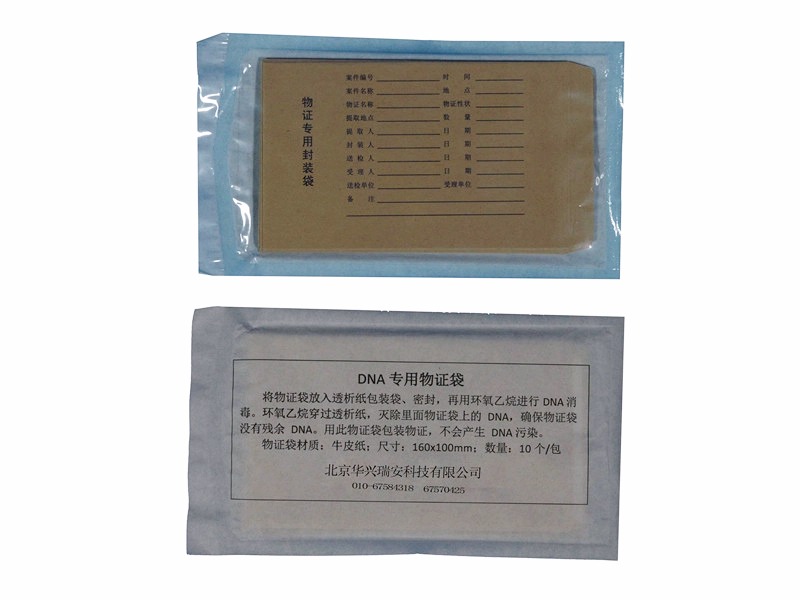 物证专用封装袋
案件编号 时 间
案件名称 地 点
物证名称 物证性状
提取地点 数 量
提 取 人 日 期
封 装 人 日 期
送 检 人 日 期
受 理 人 日 期
送检单位 受理单位
备 注
DNA 专用物证袋
将物证袋放入透析纸包装袋、密封，再用环氧乙烷进行 DNA 消
毒。环氧乙烷穿过透析纸，灭除里面物证袋上的 DNA，确保物证袋
没有残余 DNA。用此物证袋包装物证，不会产生 DNA 污染。
物证袋材质：牛皮纸；尺寸：160x100mm；数量：10 个/包
北京华兴瑞安科技有限公司
010-67584318 67570425